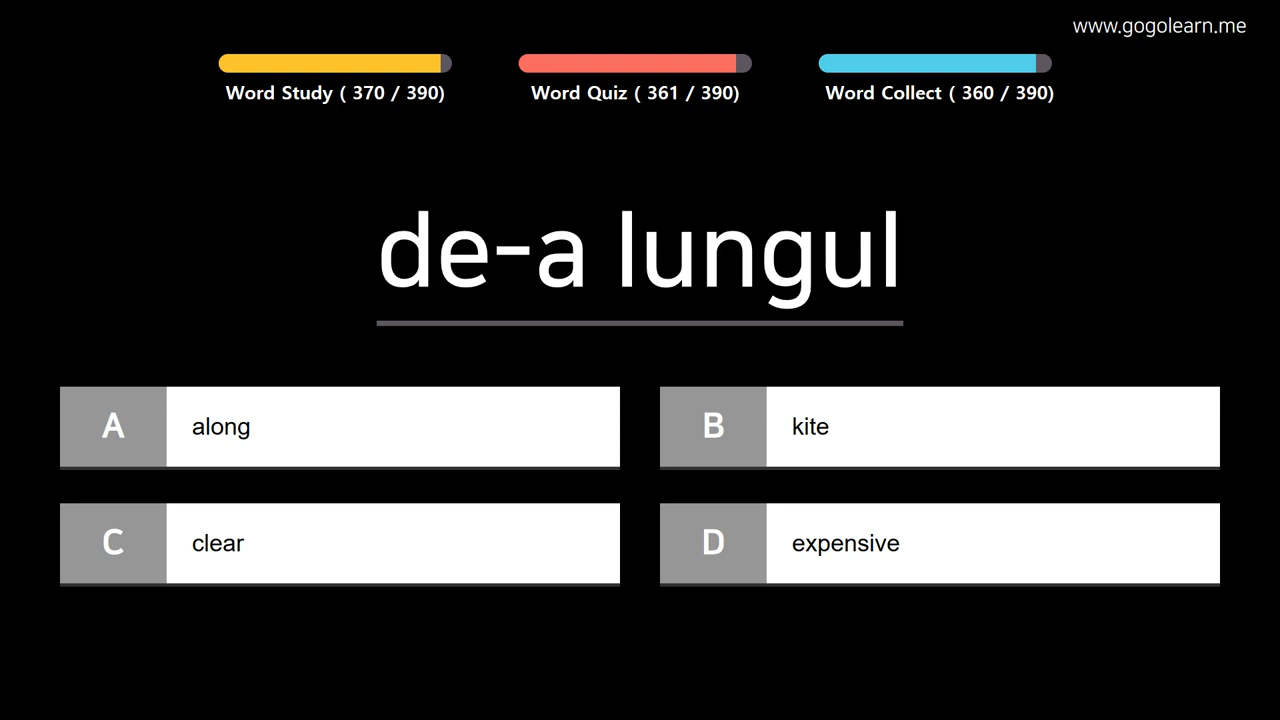 www.gogolearn.me
Word Study ( 370 / 390)
Word Quiz ( 361 / 390)
Word Collect ( 360 / 390)
de-a lungul
A along
B kite
C clear
D expensive